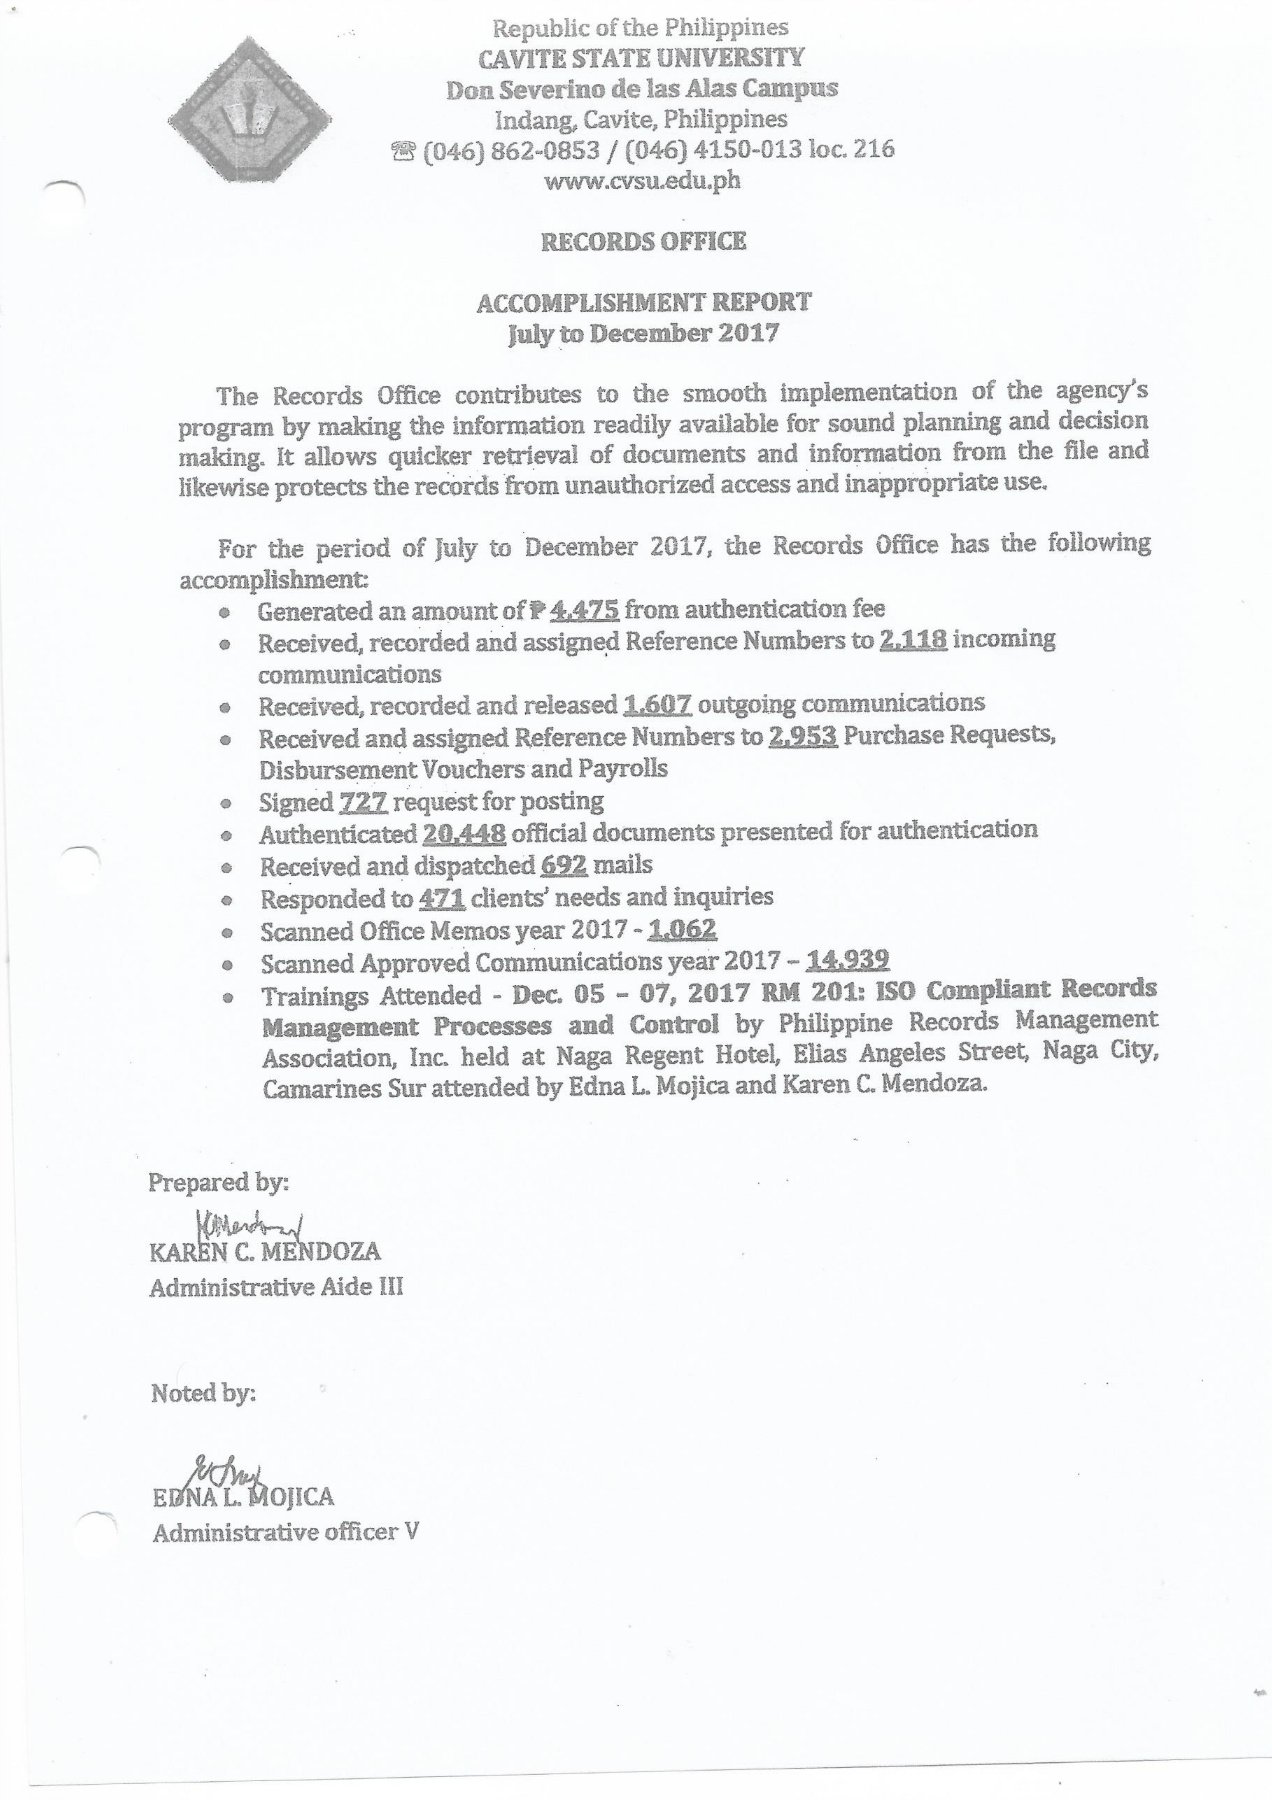 Republic of the Philippines
CAVITE STATE UNIVERSITY
Don Severino de las Alas Campus
Indang, Cavite, Philippines
☎ (046) 862-0853 / (046) 4150-013 loc. 216
www.cvsu.edu.ph
RECORDS OFFICE
ACCOMPLISHMENT REPORT
July to December 2017
The Records Office contributes to the smooth implementation of the agency's
program by making the information readily available for sound planning and decision
making. It allows quicker retrieval of documents and information from the file and
likewise protects the records from unauthorized access and inappropriate use.
For the period of July to December 2017, the Records Office has the following
accomplishment:
• Generated an amount of ₱ 4,475 from authentication fee
• Received, recorded and assigned Reference Numbers to 2,118 incoming
communications
• Received, recorded and released 1,607 outgoing communications
• Received and assigned Reference Numbers to 2,953 Purchase Requests,
Disbursement Vouchers and Payrolls
• Signed 727 request for posting
• Authenticated 20,448 official documents presented for authentication
• Received and dispatched 692 mails
• Responded to 471 clients' needs and inquiries
• Scanned Office Memos year 2017 - 1,062
• Scanned Approved Communications year 2017 – 14,939
• Trainings Attended - Dec. 05 – 07, 2017 RM 201: ISO Compliant Records
Management Processes and Control by Philippine Records Management
Association, Inc. held at Naga Regent Hotel, Elias Angeles Street, Naga City,
Camarines Sur attended by Edna L. Mojica and Karen C. Mendoza.
Prepared by:
KAREN C. MENDOZA
Administrative Aide III
Noted by:
EDNA L. MOJICA
Administrative officer V